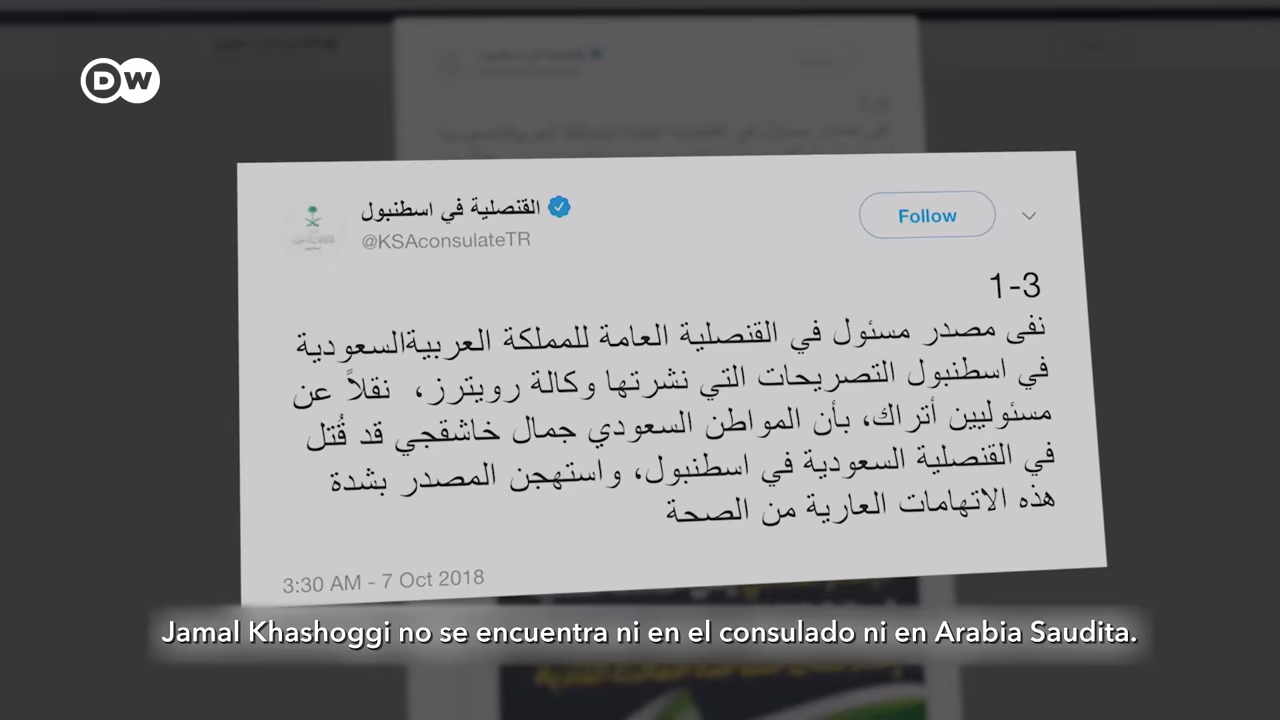 DW
القنصلية في اسطنبول
@KSAconsulateTR
Follow
1-3
نفى مصدر مسئول في القنصلية العامة للمملكة العربيةالسعودية
في اسطنبول التصريحات التي نشرتها وكالة رويترز، نقلاً عن
مسئوليين أتراك، بأن المواطن السعودي جمال خاشقجي قد قُتل
في القنصلية السعودية في اسطنبول، واستهجن المصدر بشدة
هذه الاتهامات العارية من الصحة
3:30 AM - 7 Oct 2018
Jamal Khashoggi no se encuentra ni en el consulado ni en Arabia Saudita.